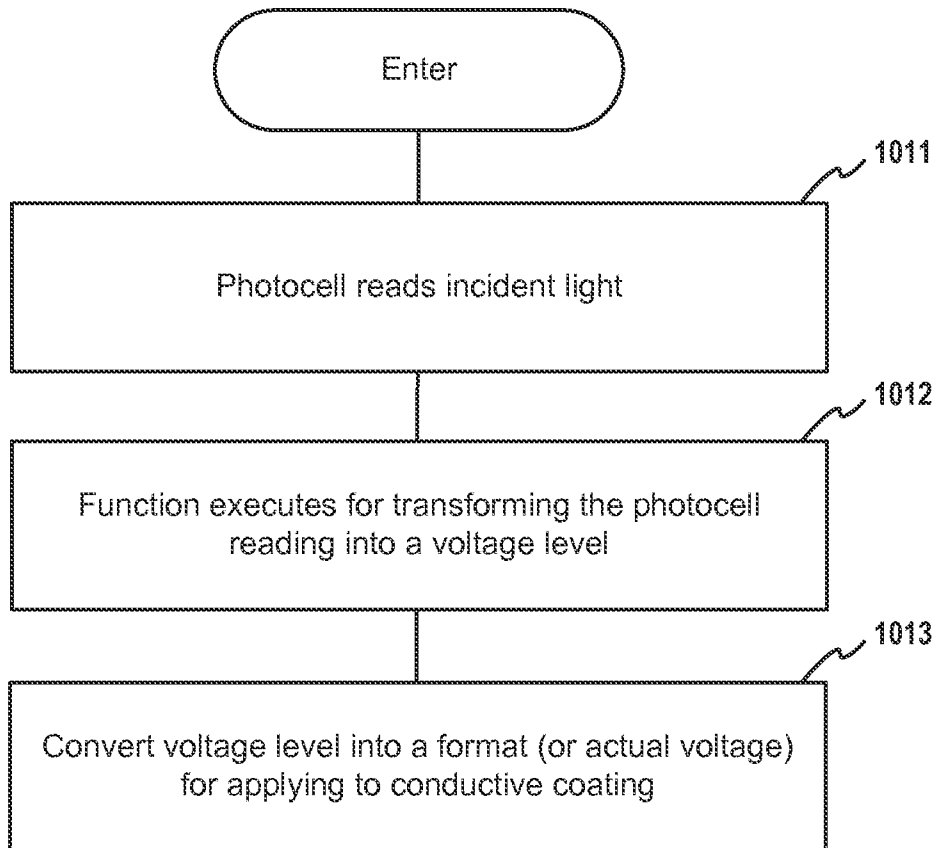 Enter
1011
Photocell reads incident light
1012
Function executes for transforming the photocell
reading into a voltage level
1013
Convert voltage level into a format (or actual voltage)
for applying to conductive coating